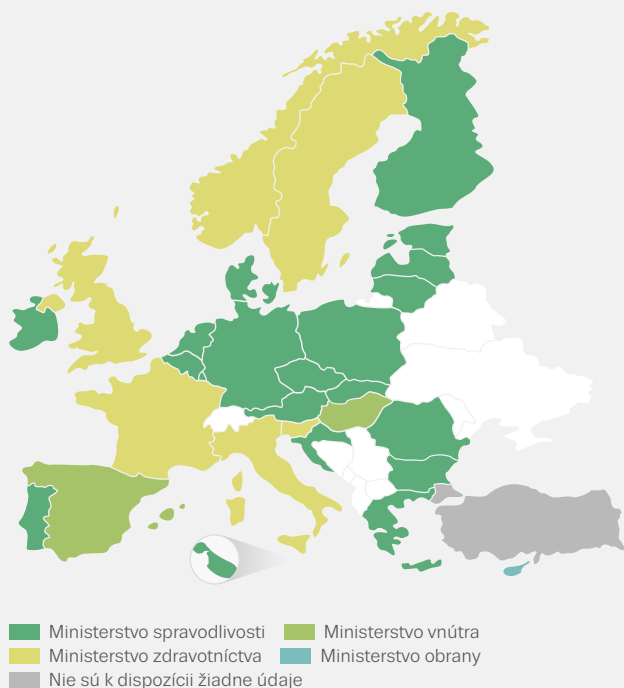 Ministerstvo spravodlivosti
Ministerstvo vnútra
Ministerstvo zdravotníctva
Ministerstvo obrany
Nie sú k dispozícii žiadne údaje